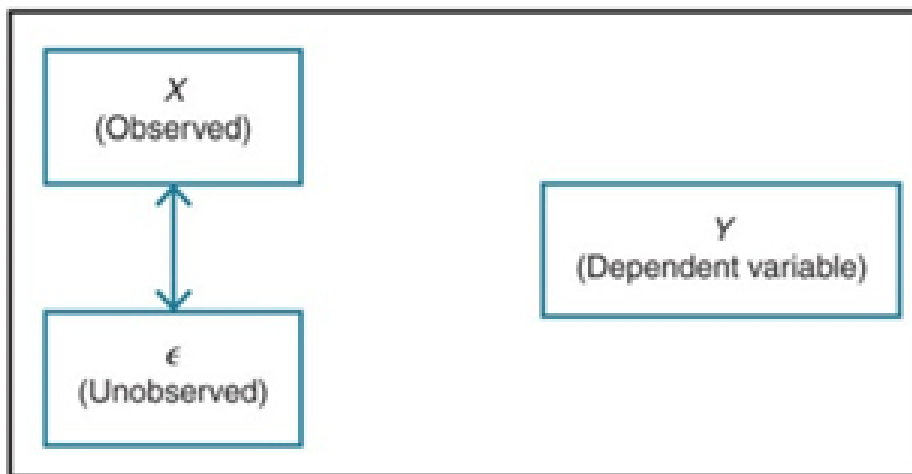 X
(Observed)
Y
(Dependent variable)
ϵ
(Unobserved)